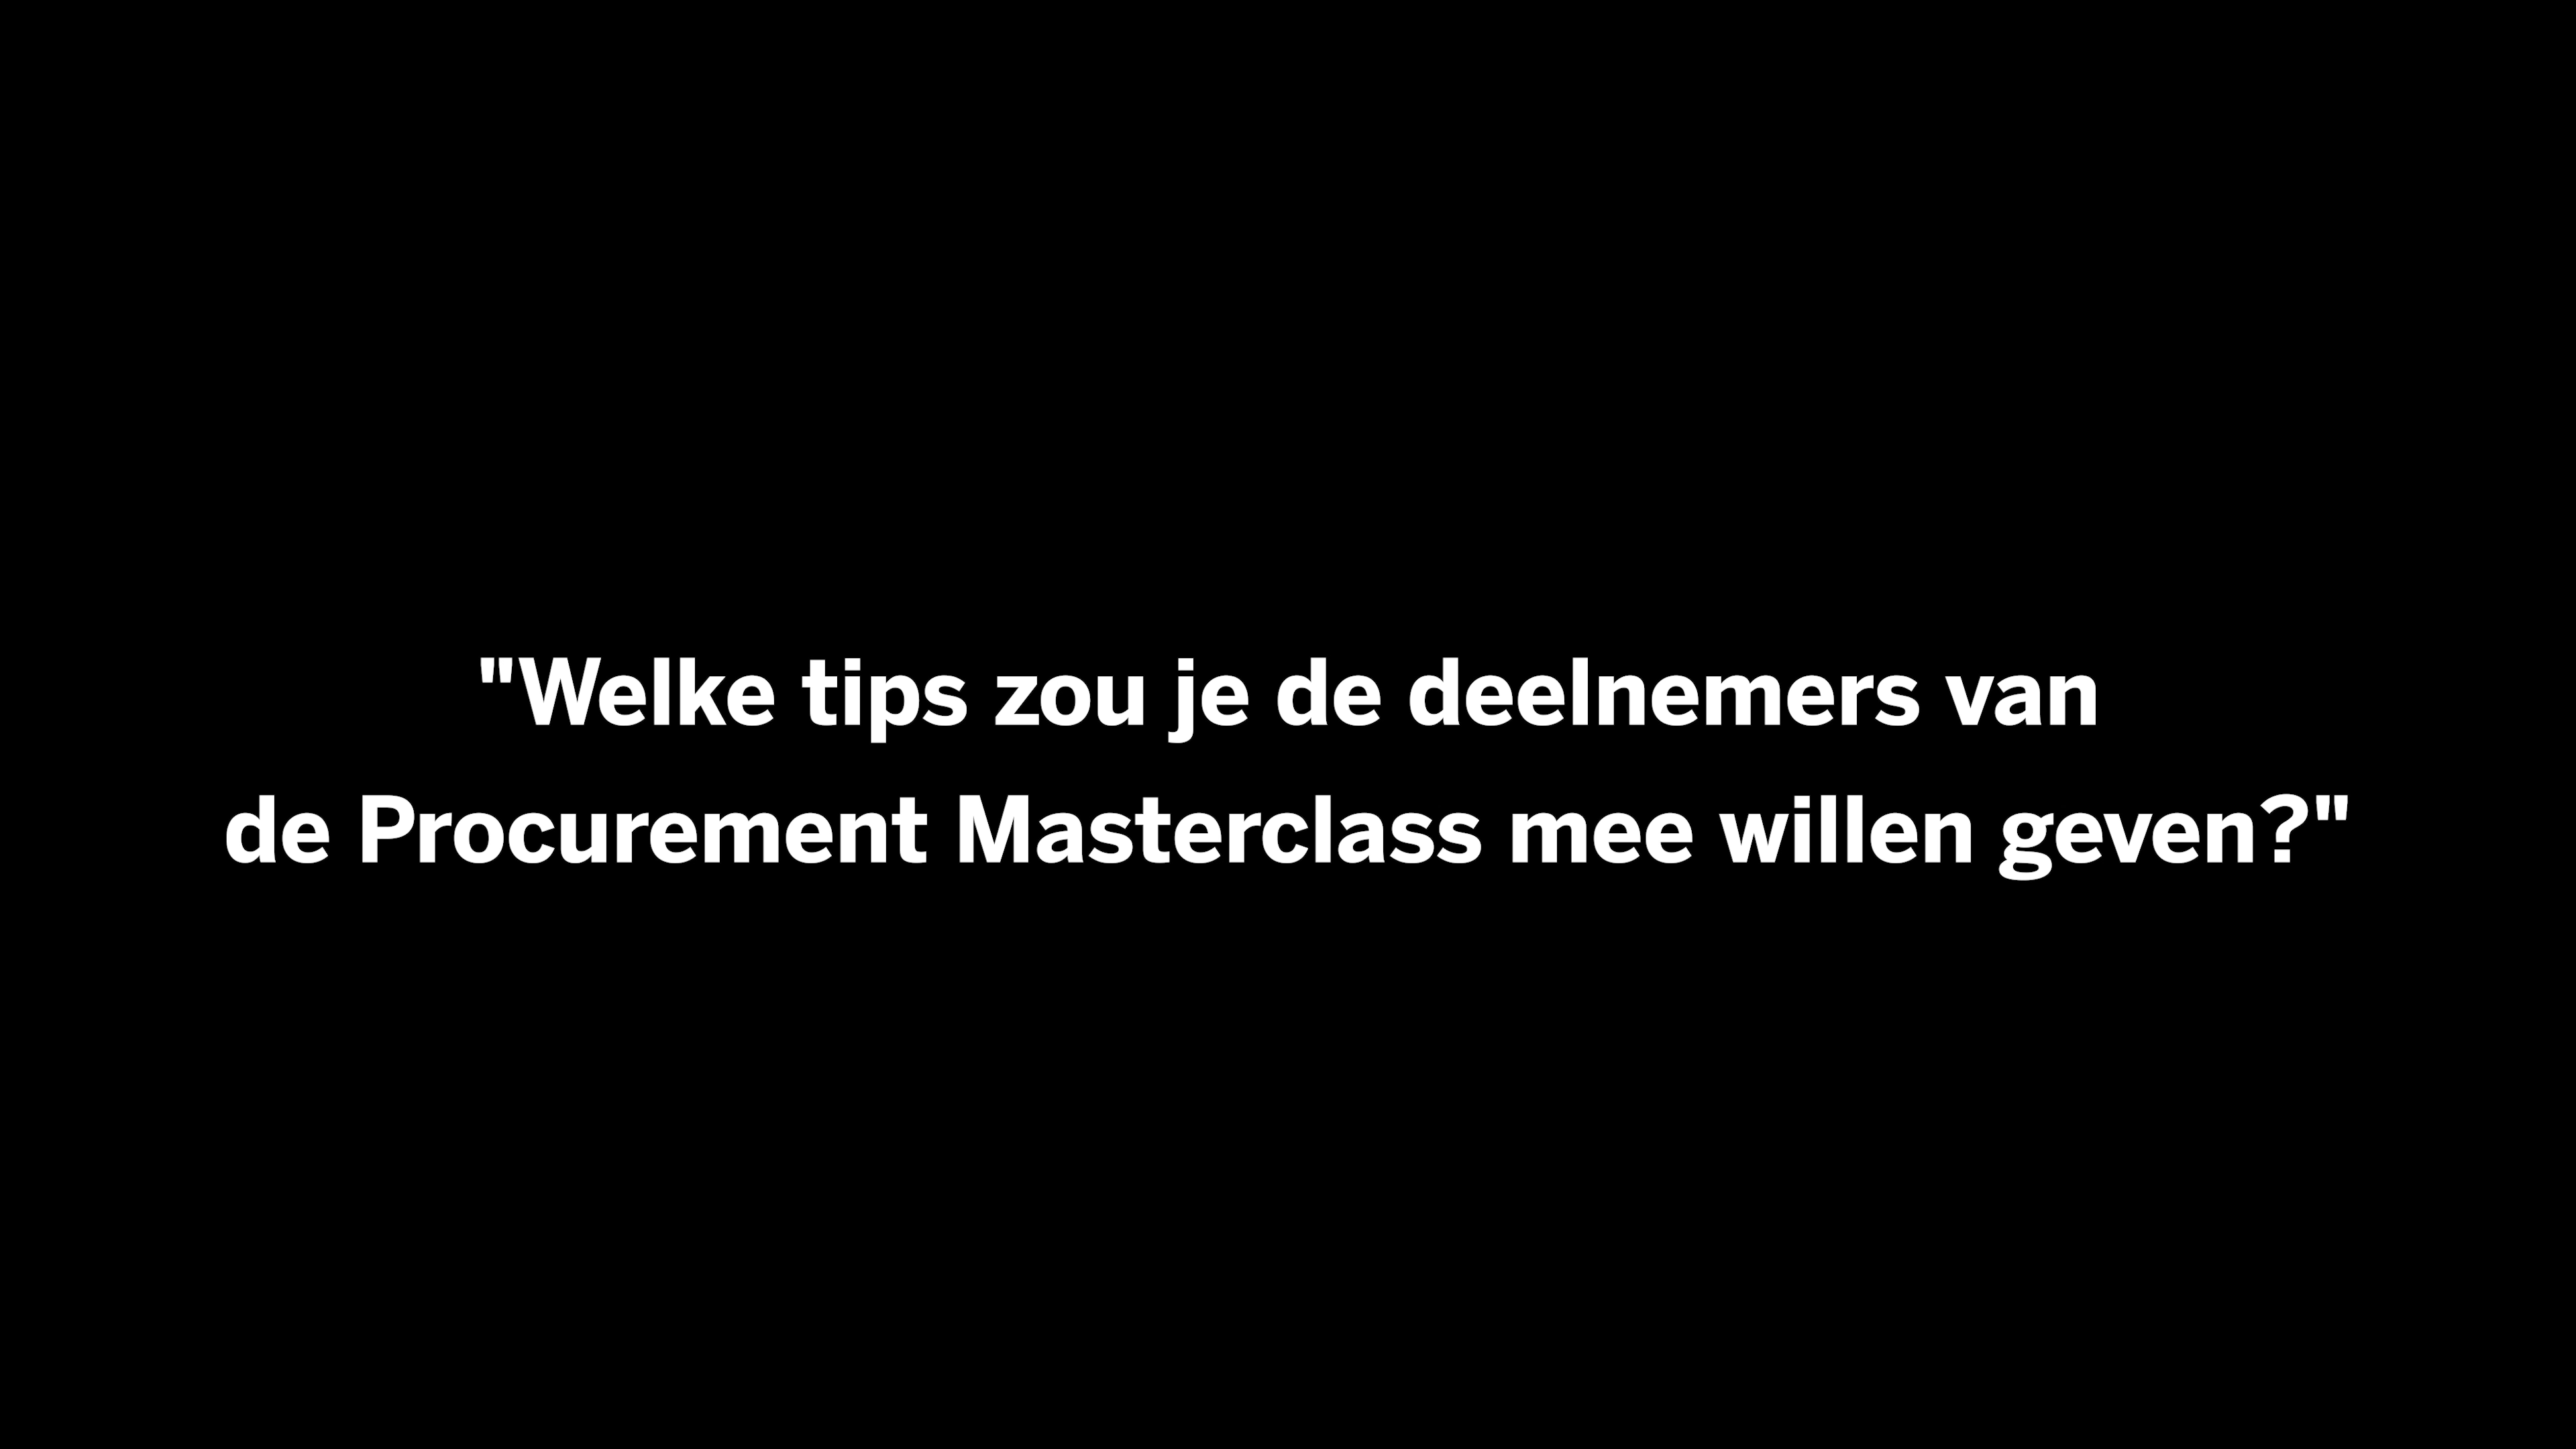 "Welke tips zou je de deelnemers van
de Procurement Masterclass mee willen geven?"